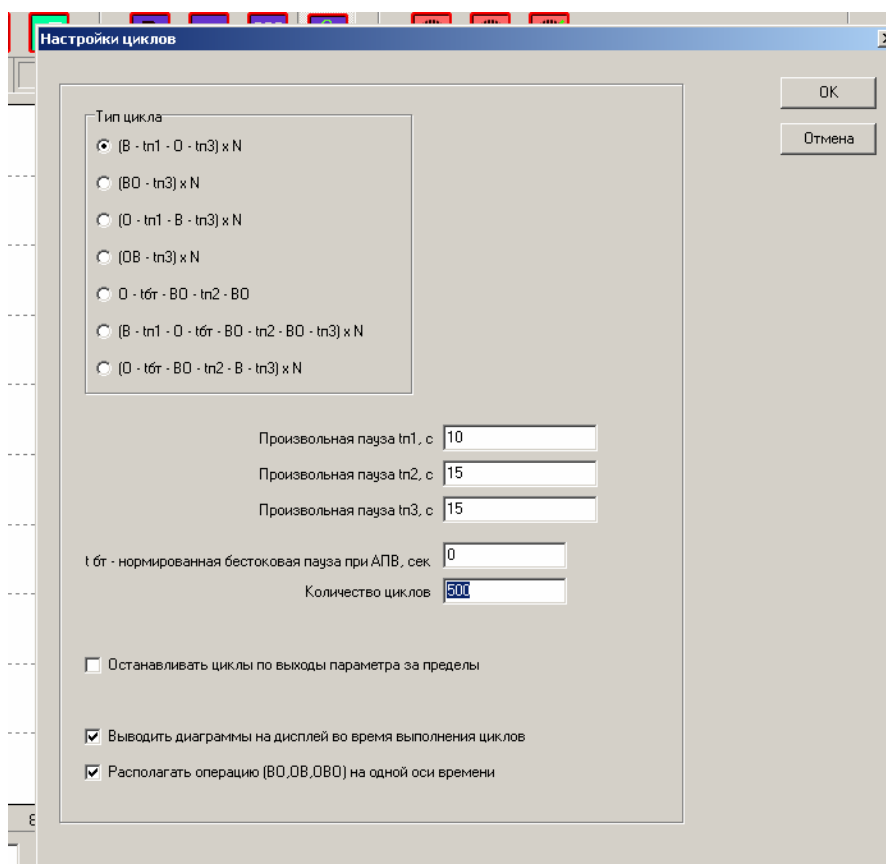 Настройки циклов
OK
Отмена
Тип цикла
(В - tп1 - О - tп3) x N
(ВО - tп3) x N
(О - tп1 - В - tп3) x N
(ОВ - tп3) x N
О - tбт - ВО - tп2 - ВО
(В - tп1 - О - tбт - ВО - tп2 - ВО - tп3) x N
(О - tбт - ВО - tп2 - В - tп3) x N
Произвольная пауза tп1, с 10
Произвольная пауза tп2, с 15
Произвольная пауза tп3, с 15
t бт - нормированная бестоковая пауза при АПВ, сек 0
Количество циклов 500
Останавливать циклы по выходы параметра за пределы
Выводить диаграммы на дисплей во время выполнения циклов
Располагать операцию (ВО,ОВ,ОВО) на одной оси времени